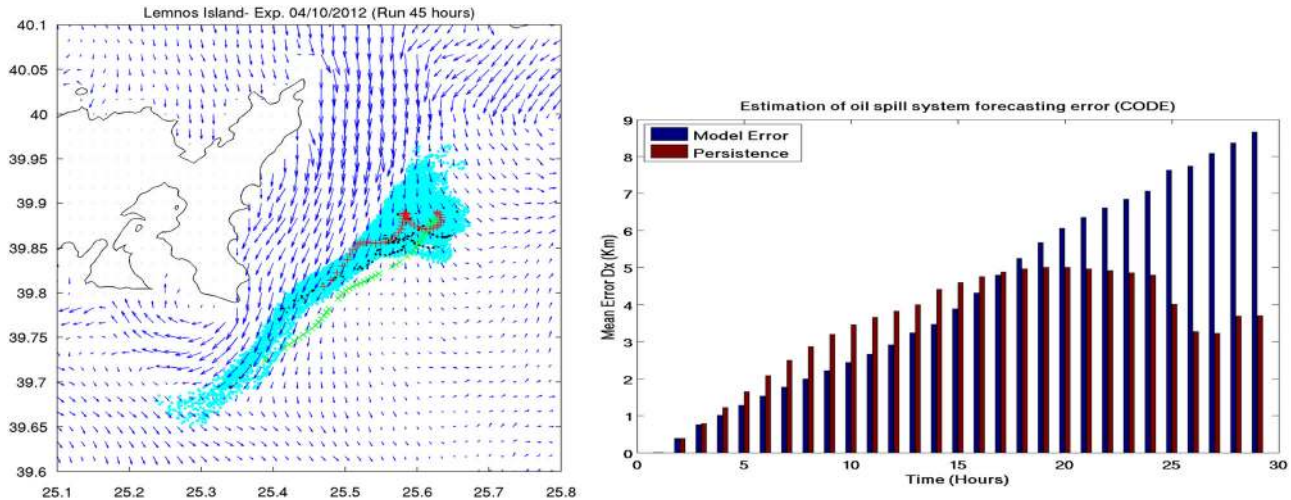 Lemnos Island- Exp. 04/10/2012 (Run 45 hours)
40.1
40.05
40
39.95
39.9
39.85
39.8
39.75
39.7
39.65
39.6
25.1 25.2 25.3 25.4 25.5 25.6 25.7 25.8
Estimation of oil spill system forecasting error (CODE)
Model Error
Persistence
Mean Error Dx (Km)
9
8
7
6
5
4
3
2
1
0
0 5 10 15 20 25 30
Time (Hours)